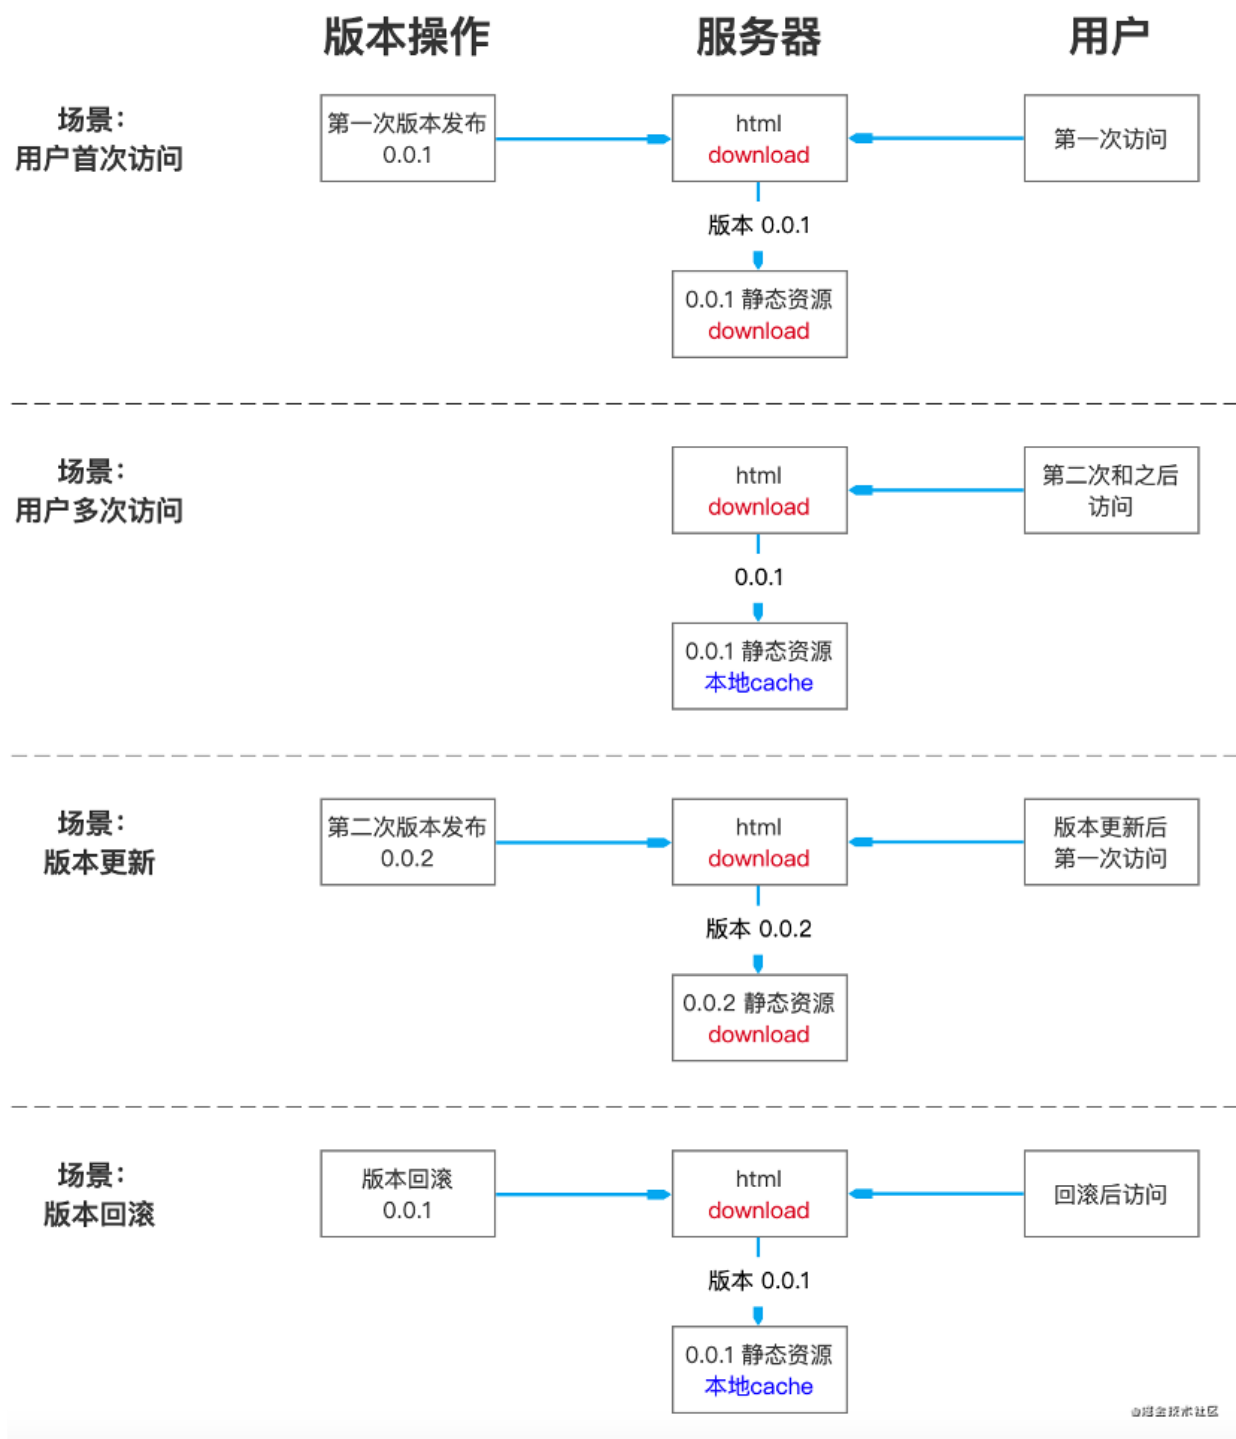 版本操作 服务器 用户
场景：
用户首次访问
第一次版本发布
0.0.1
html
download
第一次访问
版本 0.0.1
0.0.1 静态资源
download
场景：
用户多次访问
html
download
第二次和之后
访问
0.0.1
0.0.1 静态资源
本地cache
场景：
版本更新
第二次版本发布
0.0.2
html
download
版本更新后
第一次访问
版本 0.0.2
0.0.2 静态资源
download
场景：
版本回滚
版本回滚
0.0.1
html
download
回滚后访问
版本 0.0.1
0.0.1 静态资源
本地cache
@掘金技术社区